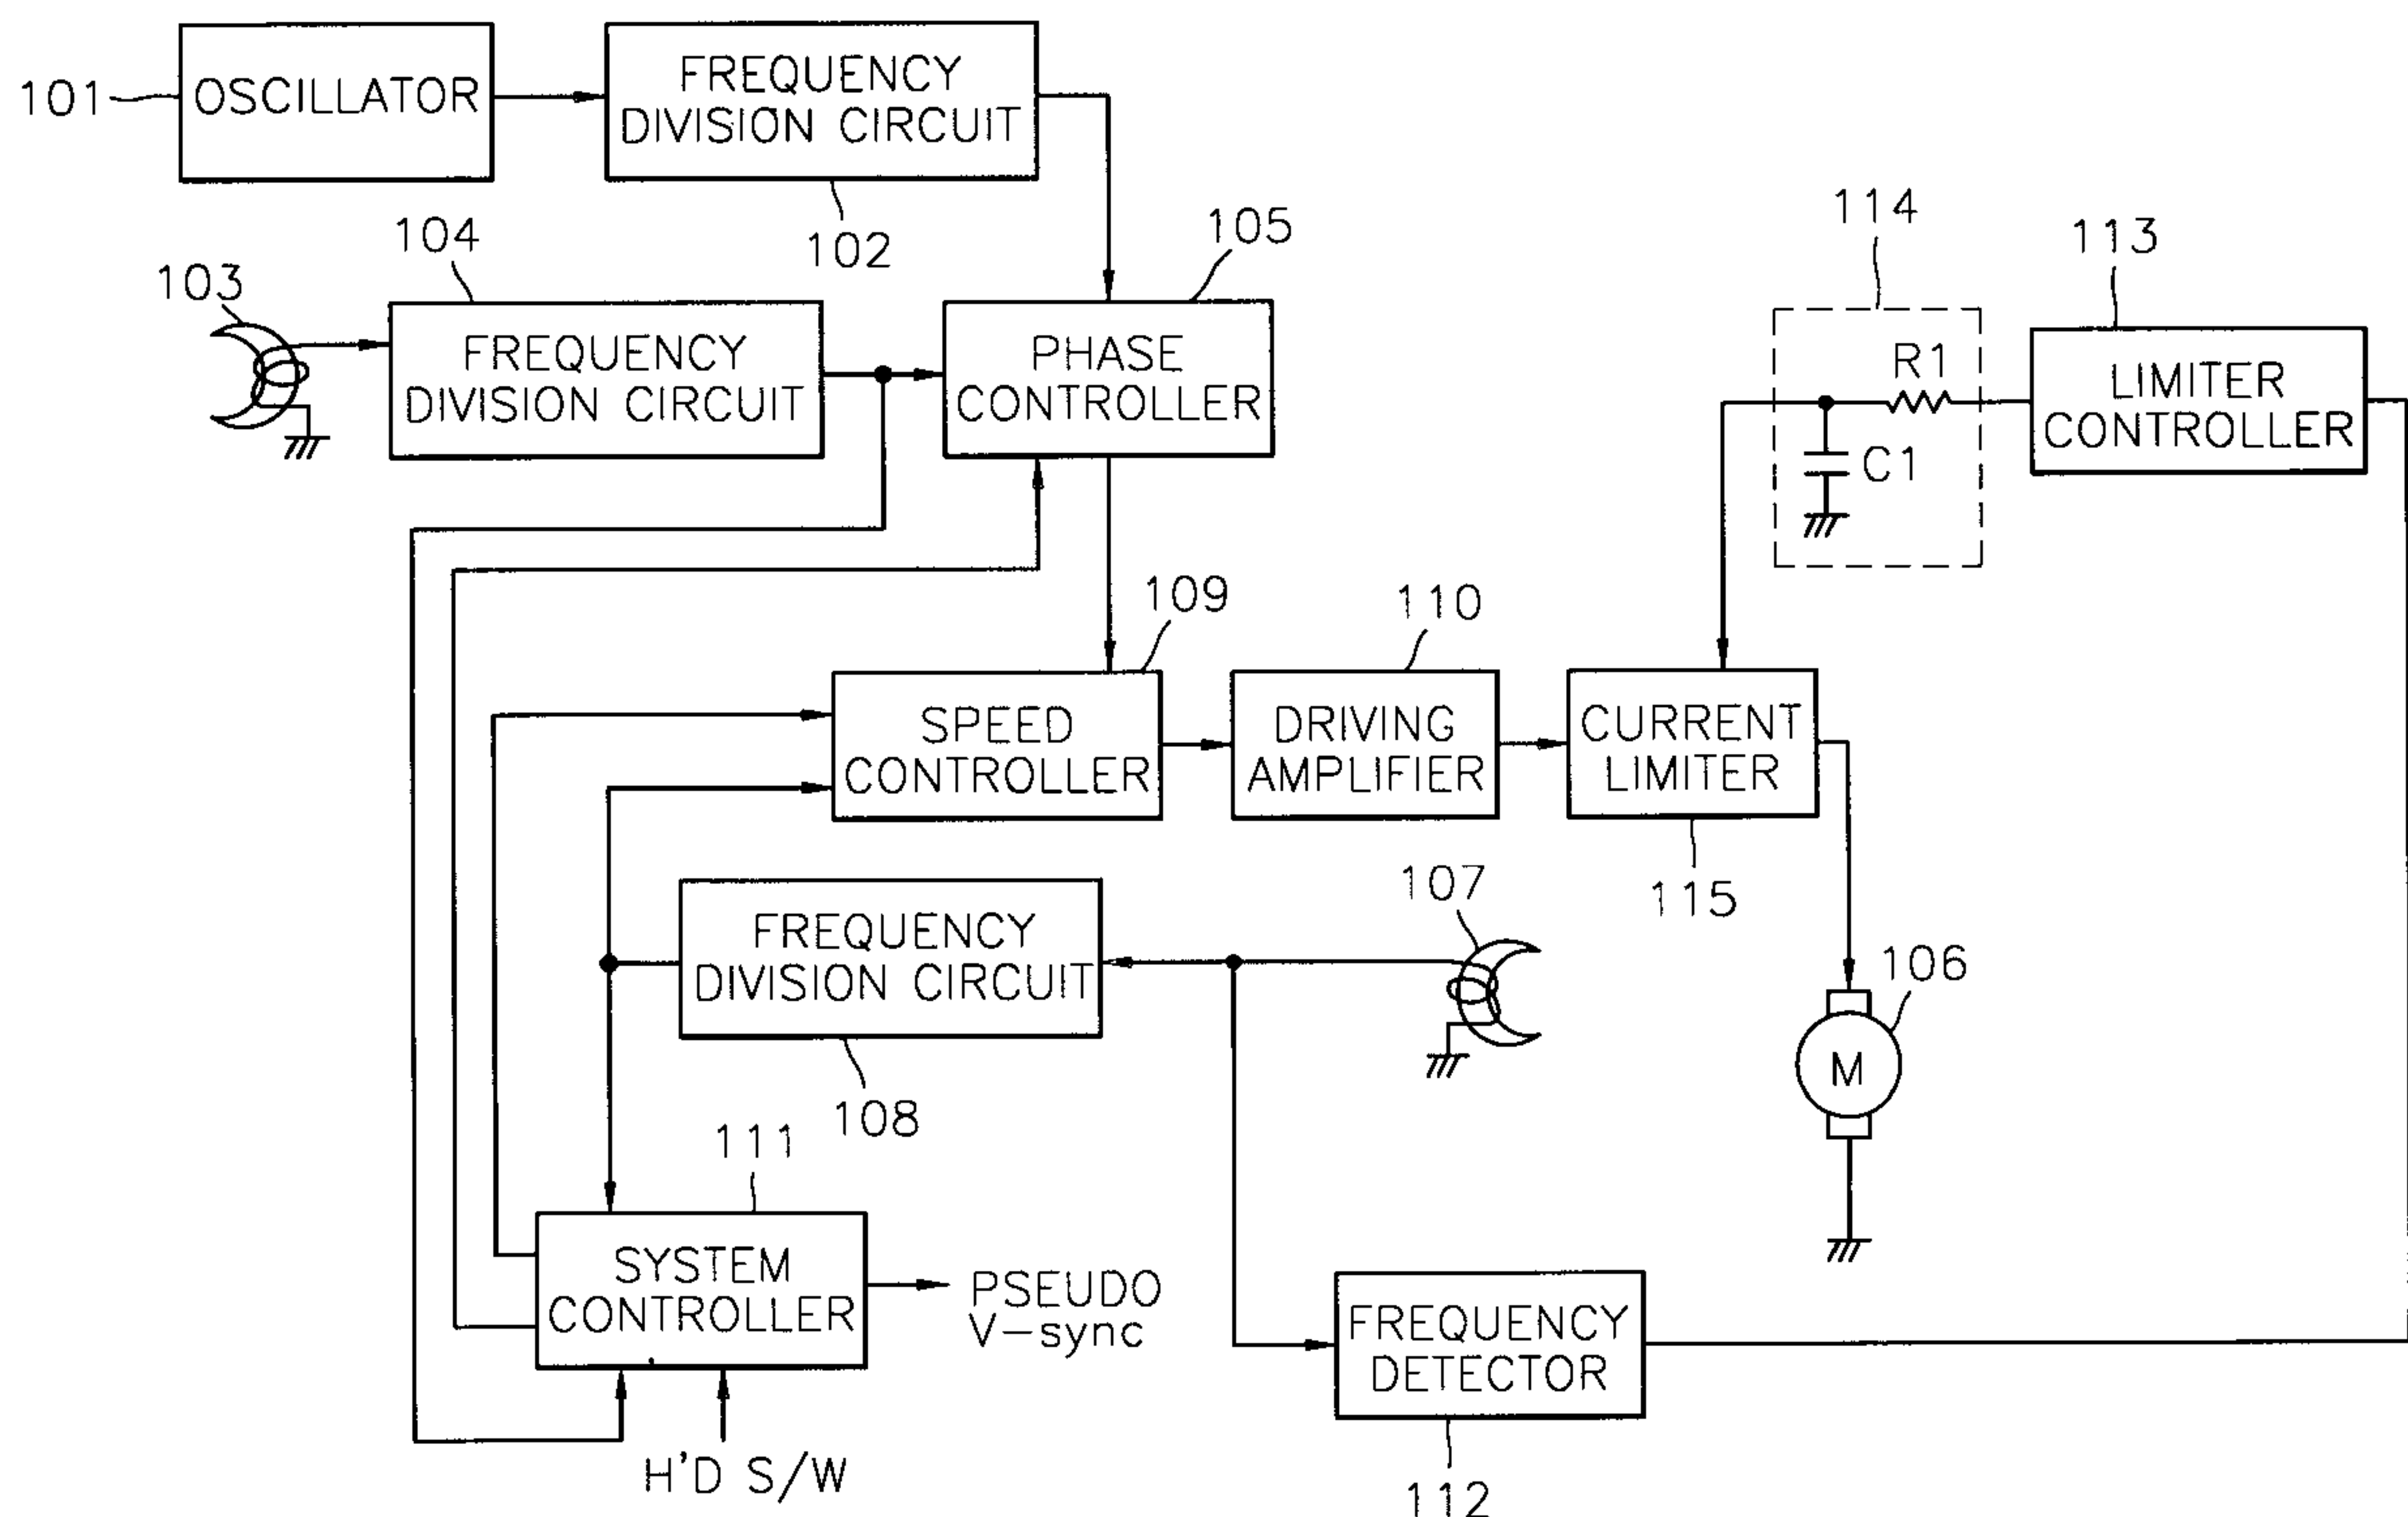 101
OSCILLATOR
FREQUENCY
DIVISION CIRCUIT
102
103
104
FREQUENCY
DIVISION CIRCUIT
105
PHASE
CONTROLLER
114
R1
C1
113
LIMITER
CONTROLLER
109
SPEED
CONTROLLER
110
DRIVING
AMPLIFIER
CURRENT
LIMITER
115
FREQUENCY
DIVISION CIRCUIT
108
107
106
M
111
SYSTEM
CONTROLLER
PSEUDO
V-sync
H'D S/W
FREQUENCY
DETECTOR
112